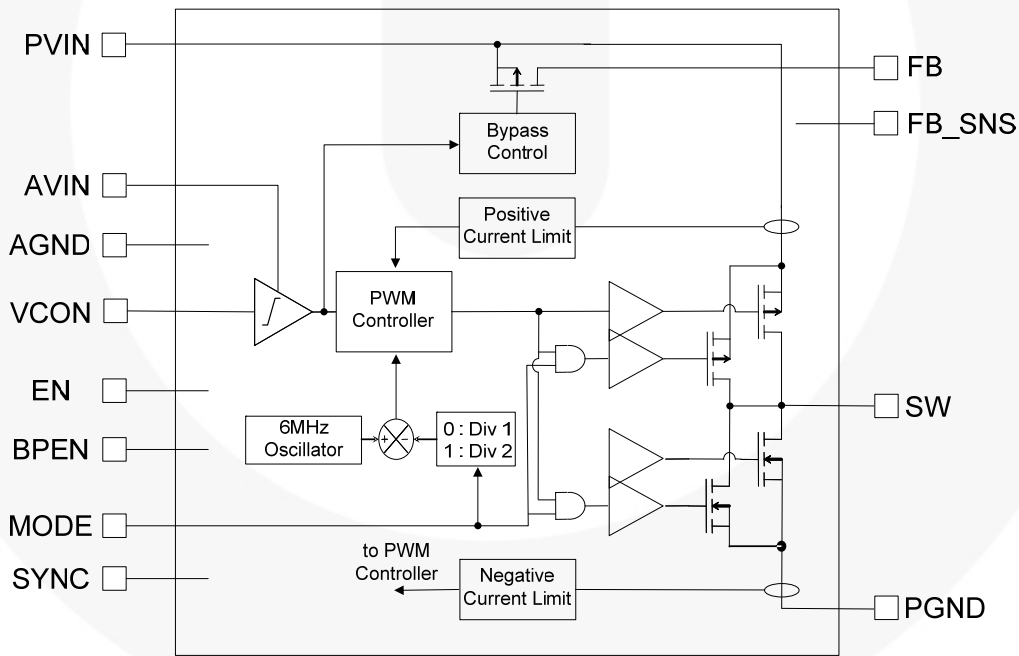 PVIN
FB
FB_SNS
Bypass
Control
AVIN
Positive
Current Limit
AGND
PWM
Controller
VCON
EN
SW
6MHz
Oscillator
+
-
0 : Div 1
1 : Div 2
BPEN
MODE
to PWM
Controller
SYNC
Negative
Current Limit
PGND